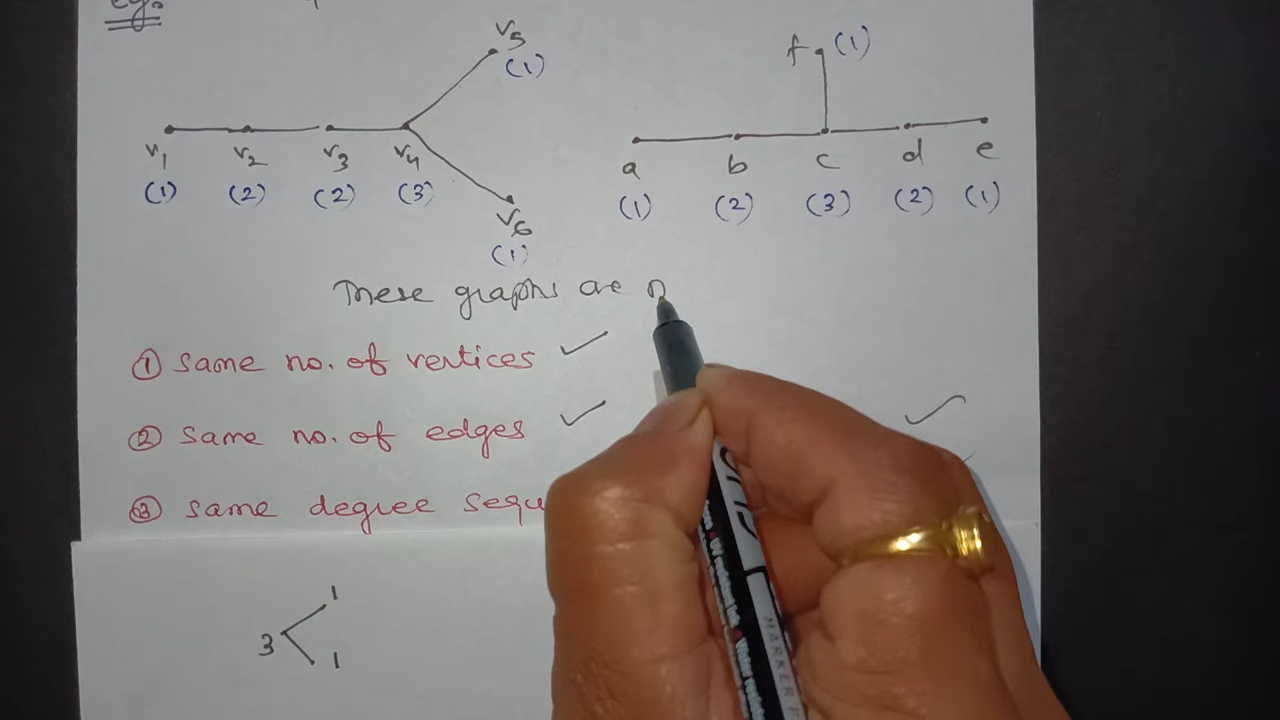 eg:
v5
(1)
f (1)
v1 v2 v3 v4
(1) (2) (2) (3)
v6
(1)
a b c d e
(1) (2) (3) (2) (1)
These graphs are n
① same no. of vertices ✓
② same no. of edges ✓ ✓
③ same degree sequ
1
3
1
MARKER P